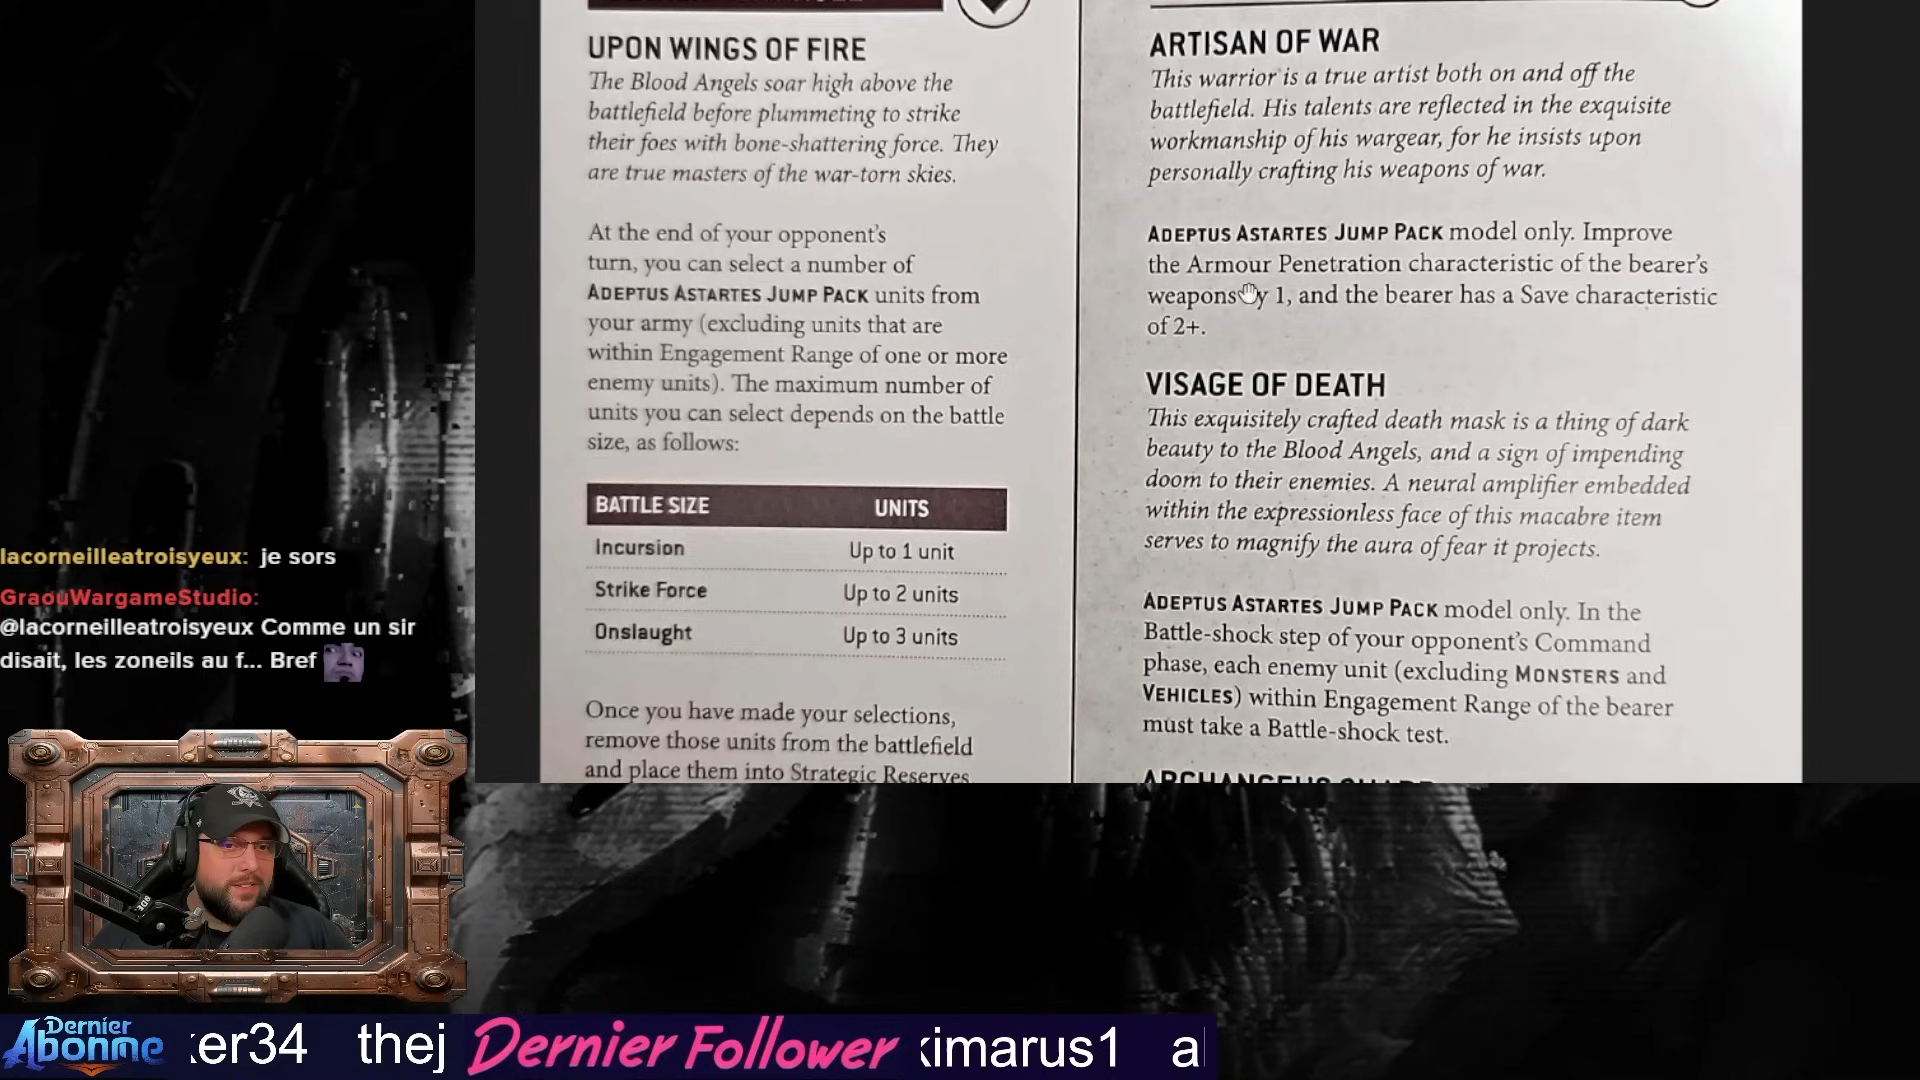 UPON WINGS OF FIRE
The Blood Angels soar high above the
battlefield before plummeting to strike
their foes with bone-shattering force. They
are true masters of the war-torn skies.
At the end of your opponent's
turn, you can select a number of
ADEPTUS ASTARTES JUMP PACK units from
your army (excluding units that are
within Engagement Range of one or more
enemy units). The maximum number of
units you can select depends on the battle
size, as follows:
BATTLE SIZE UNITS
Incursion Up to 1 unit
Strike Force Up to 2 units
Onslaught Up to 3 units
Once you have made your selections,
remove those units from the battlefield
and place them into Strategic Reserves
ARTISAN OF WAR
This warrior is a true artist both on and off the
battlefield. His talents are reflected in the exquisite
workmanship of his wargear, for he insists upon
personally crafting his weapons of war.
ADEPTUS ASTARTES JUMP PACK model only. Improve
the Armour Penetration characteristic of the bearer's
weapons by 1, and the bearer has a Save characteristic
of 2+.
VISAGE OF DEATH
This exquisitely crafted death mask is a thing of dark
beauty to the Blood Angels, and a sign of impending
doom to their enemies. A neural amplifier embedded
within the expressionless face of this macabre item
serves to magnify the aura of fear it projects.
ADEPTUS ASTARTES JUMP PACK model only. In the
Battle-shock step of your opponent's Command
phase, each enemy unit (excluding MONSTERS and
VEHICLES) within Engagement Range of the bearer
must take a Battle-shock test.
lacorneilleatroisyeux: je sors
GraouWargameStudio:
@lacorneilleatroisyeux Comme un sir
disait, les zoneils au f... Bref
Dernier
Abonné
ker34 thej
Dernier Follower
ximarus1 a